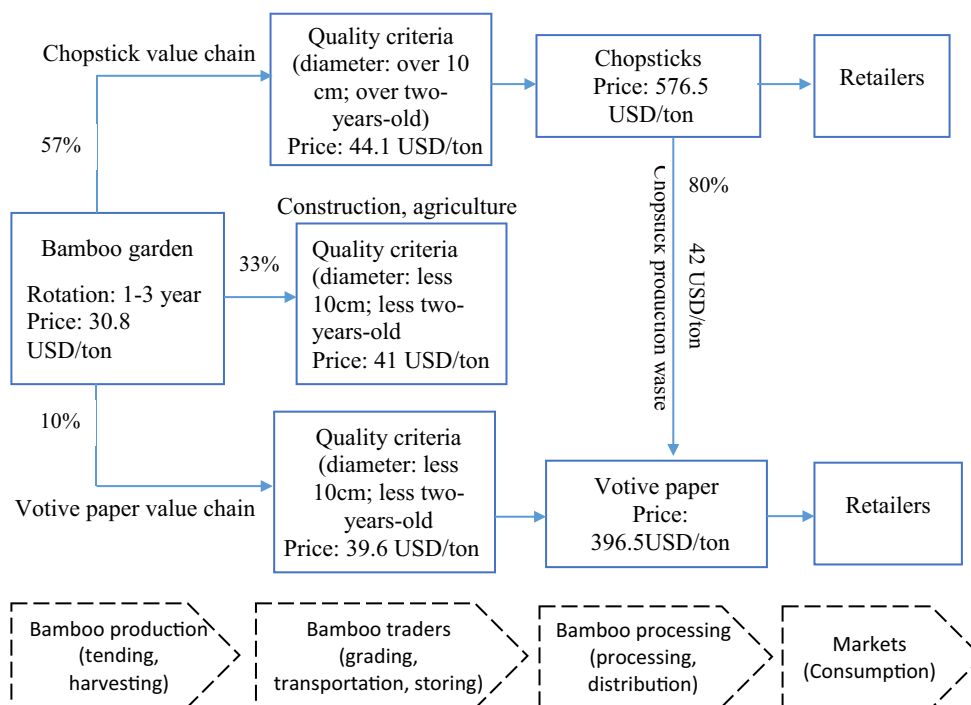 Chopstick value chain
57%
Quality criteria
(diameter: over 10
cm; over two-
years-old)
Price: 44.1 USD/ton
Chopsticks
Price: 576.5
USD/ton
Retailers
80%
Chopstick production waste
42 USD/ton
Bamboo garden
Rotation: 1-3 year
Price: 30.8
USD/ton
33%
Construction, agriculture
Quality criteria
(diameter: less
10cm; less two-
years-old
Price: 41 USD/ton
10%
Votive paper value chain
Quality criteria
(diameter: less
10cm; less two-
years-old
Price: 39.6 USD/ton
Votive paper
Price:
396.5USD/ton
Retailers
Bamboo production
(tending,
harvesting)
Bamboo traders
(grading,
transportation, storing)
Bamboo processing
(processing,
distribution)
Markets
(Consumption)